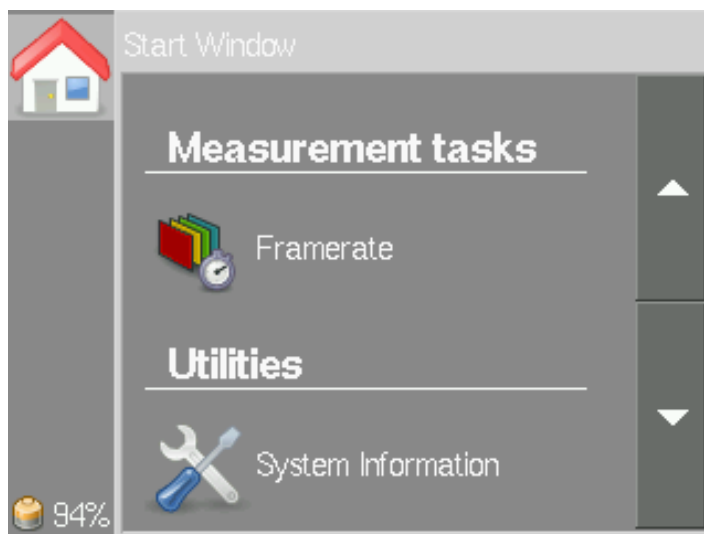 Start Window
Measurement tasks
Framerate
Utilities
System Information
94%